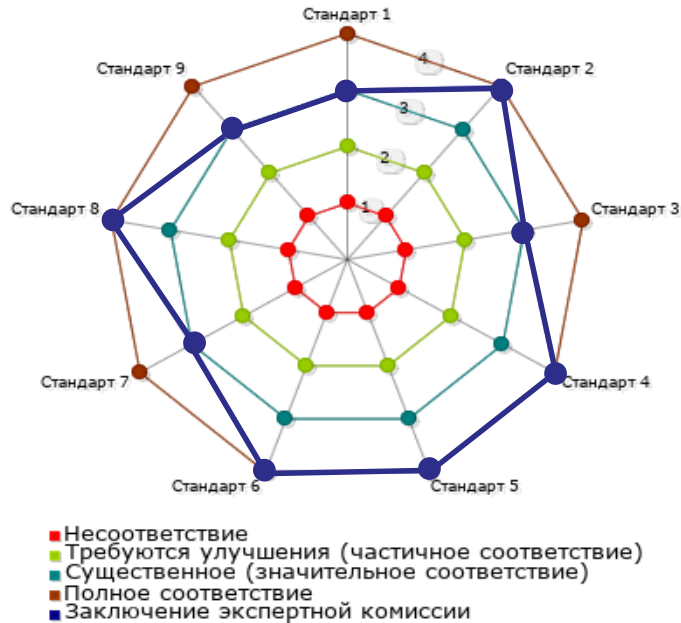 Стандарт 1
Стандарт 9
4
Стандарт 2
3
2
Стандарт 8
1
Стандарт 3
Стандарт 7
Стандарт 4
Стандарт 6
Стандарт 5
Несоответствие
Требуются улучшения (частичное соответствие)
Существенное (значительное соответствие)
Полное соответствие
Заключение экспертной комиссии